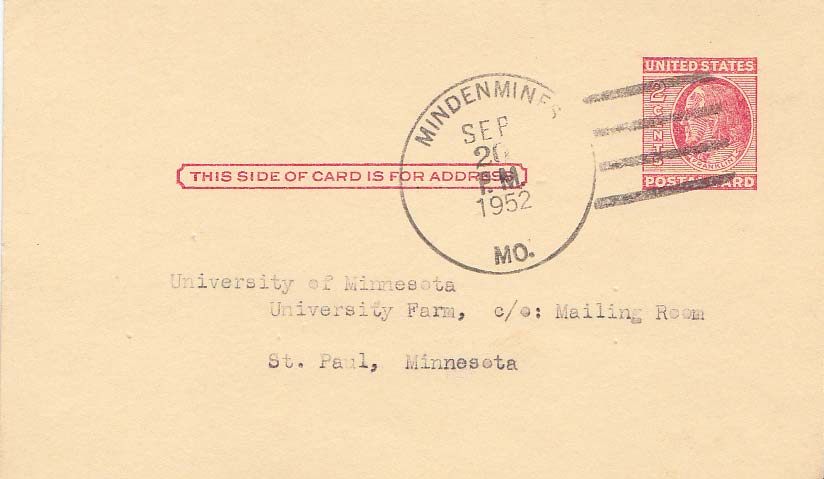 UNITED STATES
2 CENTS
FRANKLIN
POSTAL CARD
MINDENMINES
SEP
20
P.M.
1952
MO.
THIS SIDE OF CARD IS FOR ADDRESS
University of Minnesota
University Farm, c/o: Mailing Room
St. Paul, Minnesota